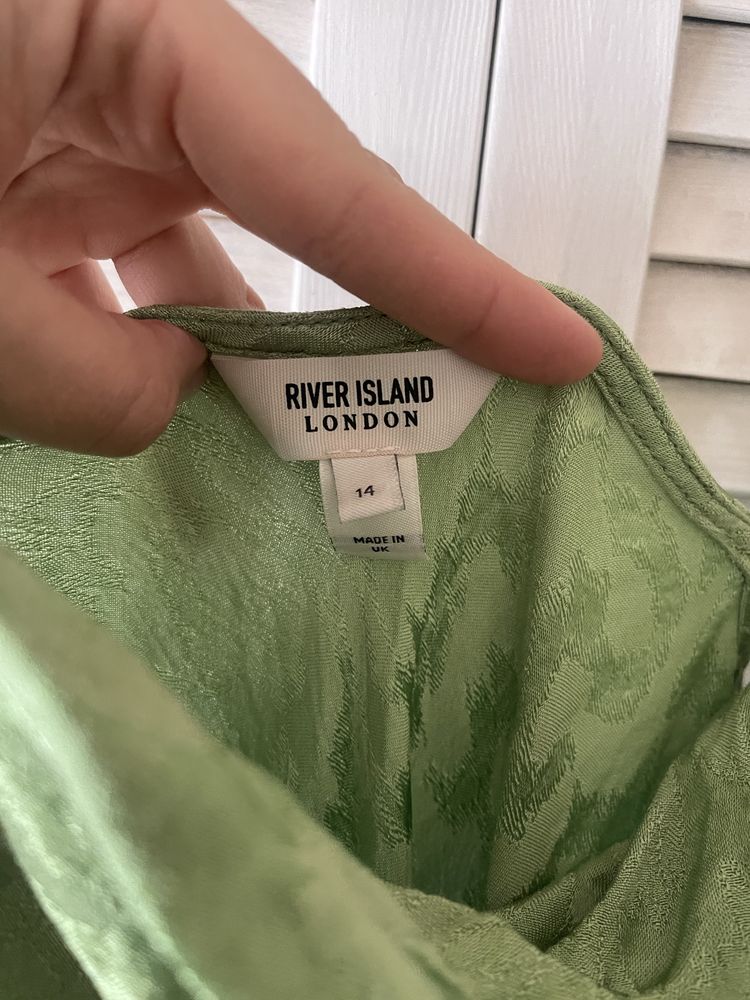 RIVER ISLAND
LONDON
14
MADE IN
UK